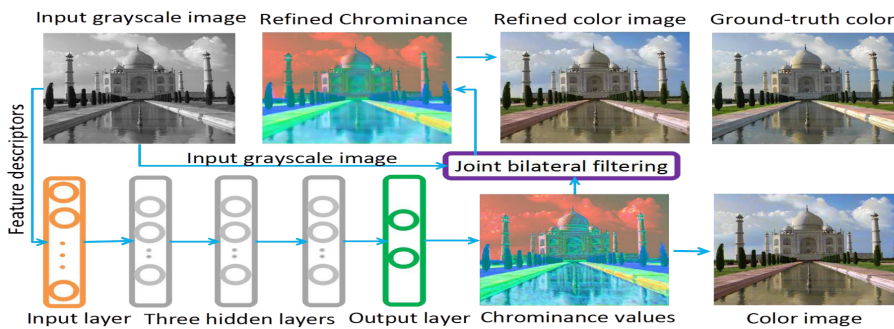 Input grayscale image
Refined Chrominance
Refined color image
Ground-truth color
Feature descriptors
Input grayscale image
Joint bilateral filtering
Input layer
Three hidden layers
Output layer
Chrominance values
Color image